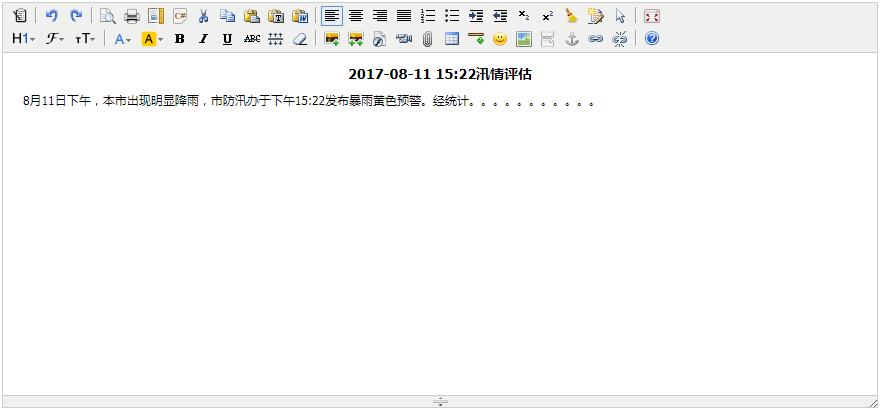 C#
H1 F TT A A B I U ABC
2017-08-11 15:22汛情评估
8月11日下午，本市出现明显降雨，市防汛办于下午15:22发布暴雨黄色预警。经统计。。。。。。。。。。。